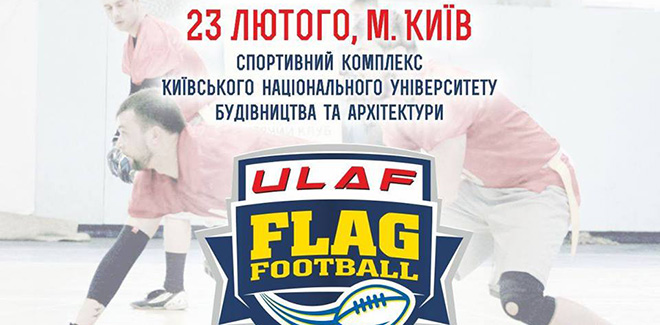 23 ЛЮТОГО, М. КИЇВ
СПОРТИВНИЙ КОМПЛЕКС
КИЇВСЬКОГО НАЦІОНАЛЬНОГО УНІВЕРСИТЕТУ
БУДІВНИЦТВА ТА АРХІТЕКТУРИ
ULAF
FLAG
FOOTBALL